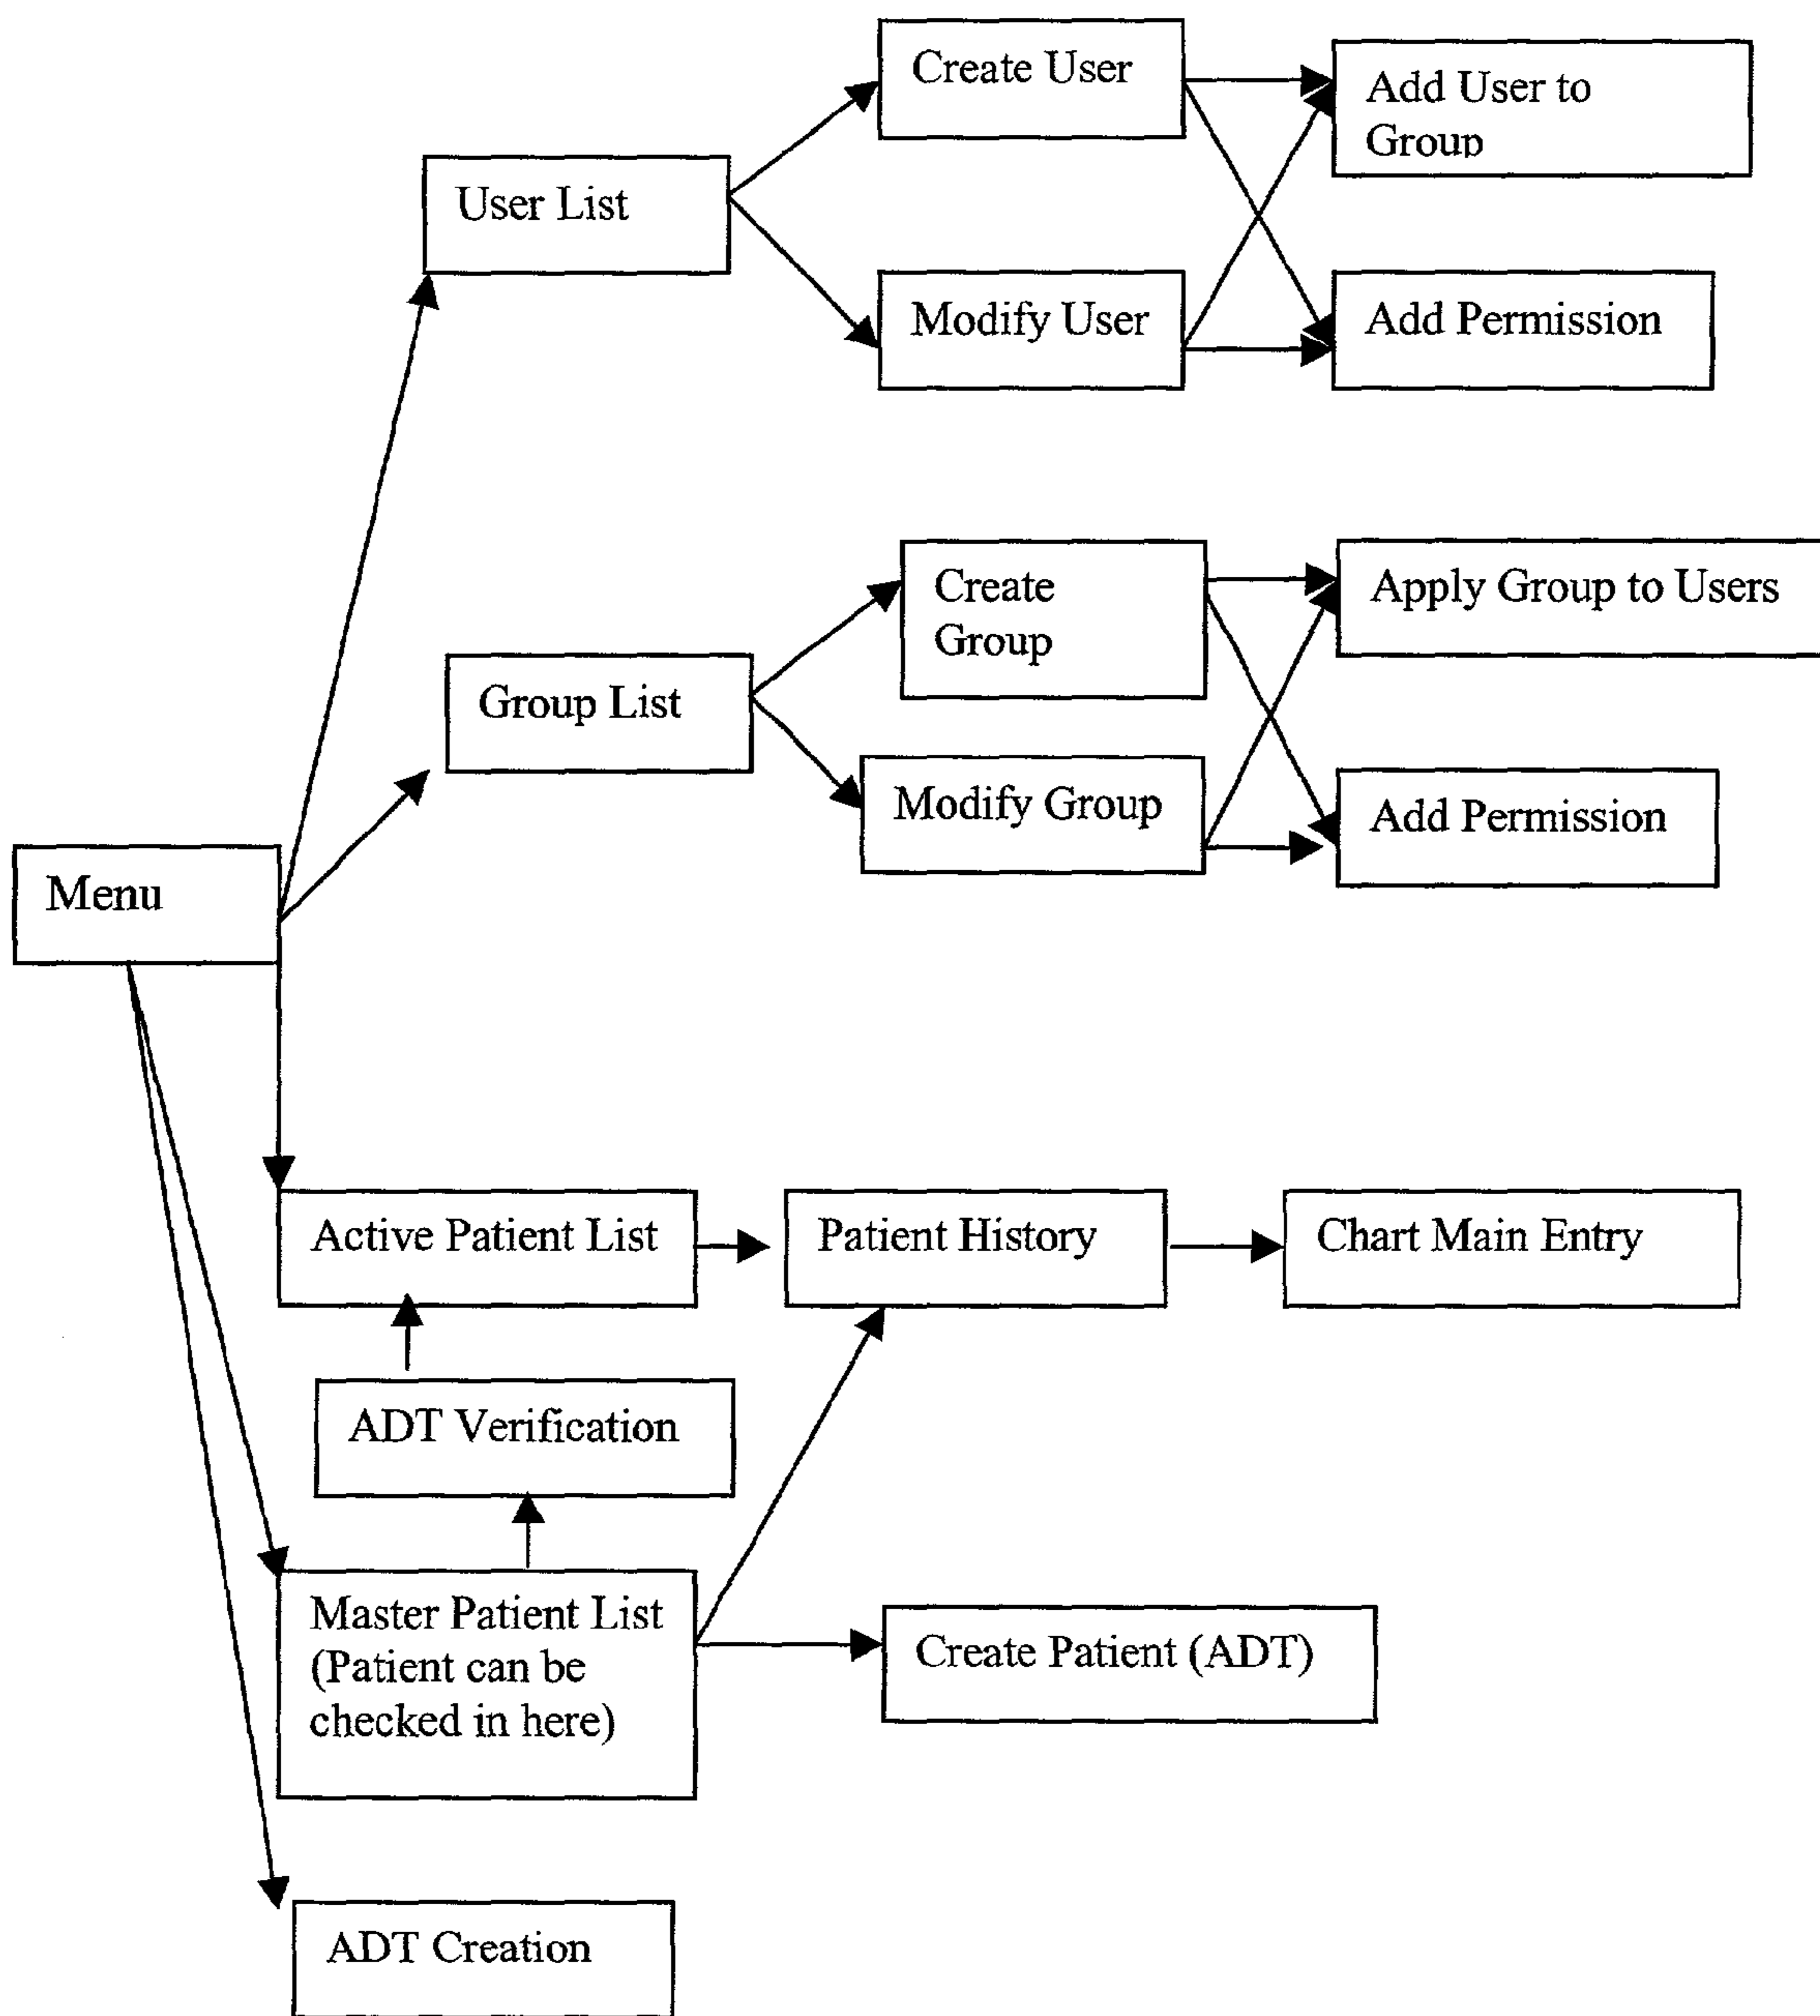 Create User
Add User to
Group
User List
Modify User
Add Permission
Create
Group
Apply Group to Users
Group List
Modify Group
Add Permission
Menu
Active Patient List
Patient History
Chart Main Entry
ADT Verification
Master Patient List
(Patient can be
checked in here)
Create Patient (ADT)
ADT Creation